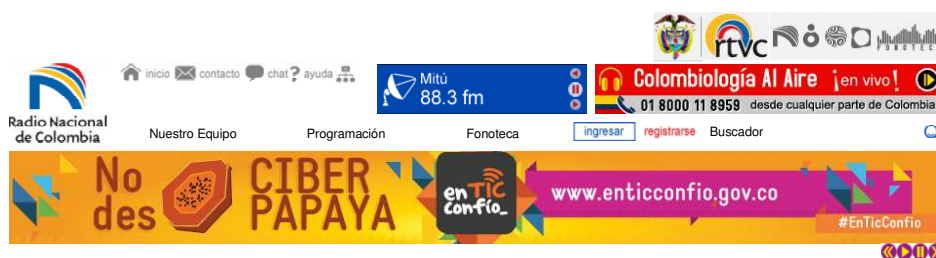 rtvc
FONOTEC
inicio contacto chat ? ayuda
Mitú
88.3 fm
Colombiología Al Aire ¡en vivo!
01 8000 11 8959 desde cualquier parte de Colombia
Radio Nacional
de Colombia
Nuestro Equipo Programación Fonoteca ingresar registrarse Buscador
No
des
CIBER
PAPAYA
en TIC
confío_
www.enticconfio.gov.co
#EnTicConfio